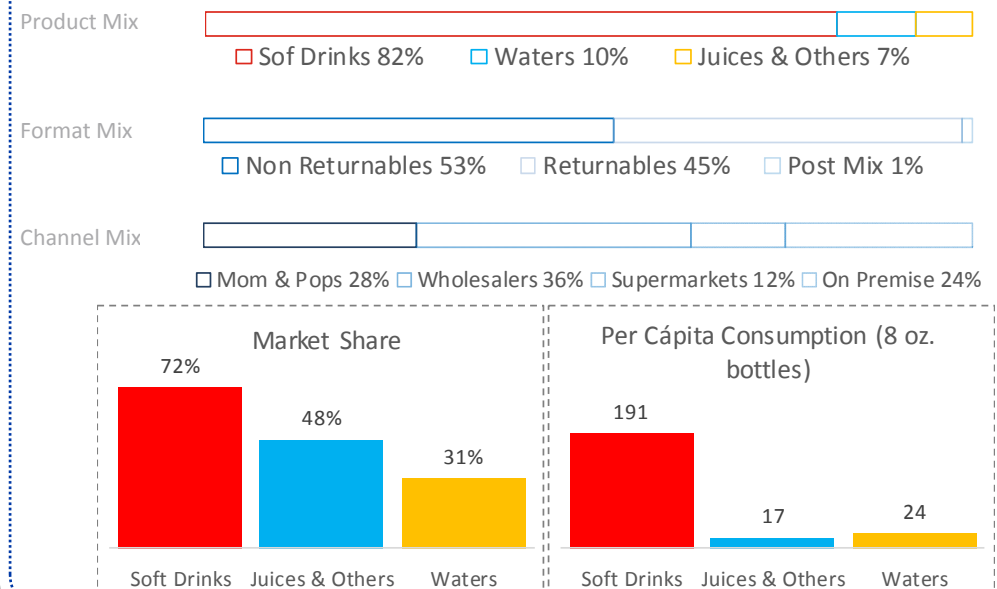 Product Mix
Sof Drinks 82% Waters 10% Juices & Others 7%
Format Mix
Non Returnables 53% Returnables 45% Post Mix 1%
Channel Mix
Mom & Pops 28% Wholesalers 36% Supermarkets 12% On Premise 24%
Market Share
72%
48%
31%
Soft Drinks Juices & Others Waters
Per Cápita Consumption (8 oz.
bottles)
191
17
24
Soft Drinks Juices & Others Waters